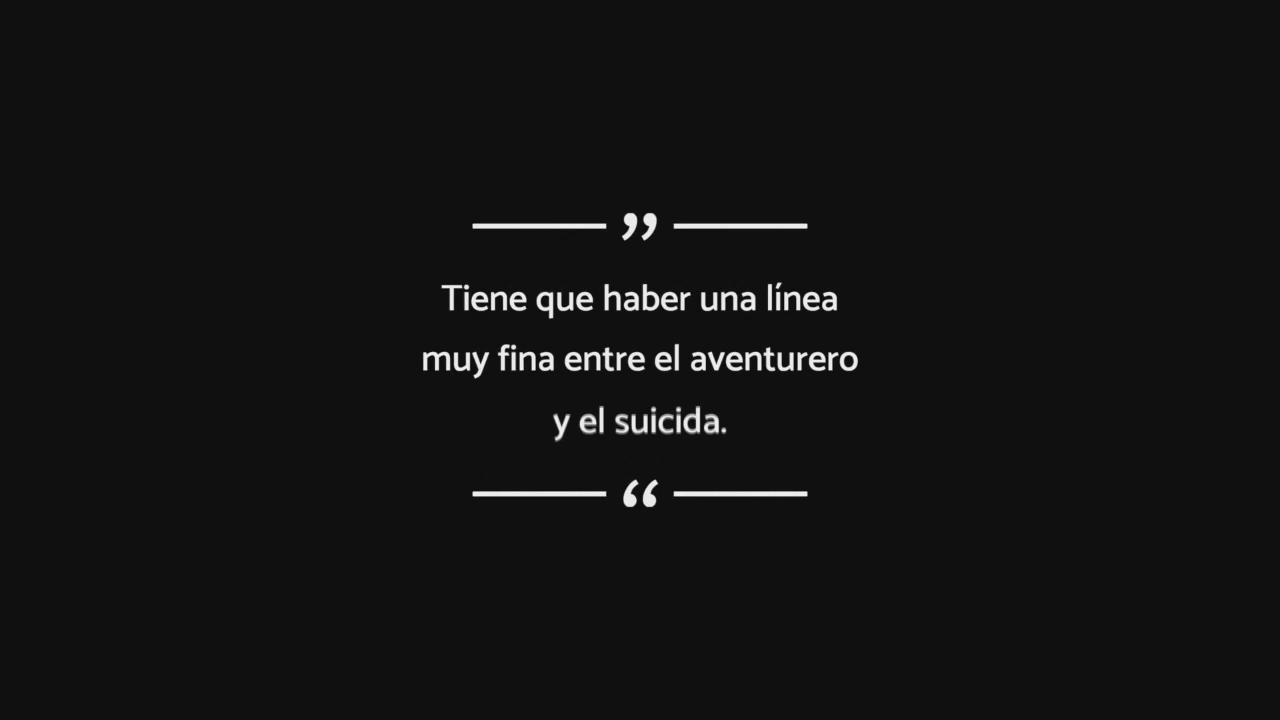 ”
Tiene que haber una línea
muy fina entre el aventurero
y el suicida.
“